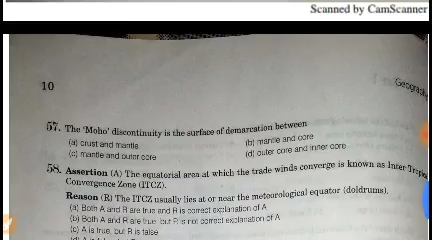 Scanned by CamScanner
10
Geography
57. The 'Moho' discontinuity is the surface of demarcation between
(a) crust and mantle
(b) mantle and core
(c) mantle and outer core
(d) outer core and inner core
58. Assertion (A) The equatorial area at which the trade winds converge is known as Inter Tropical
Convergence Zone (ITCZ).
Reason (R) The ITCZ usually lies at or near the meteorological equator (doldrums).
(a) Both A and R are true and R is correct explanation of A
(b) Both A and R are true but R is not correct explanation of A
(c) A is true, but R is false